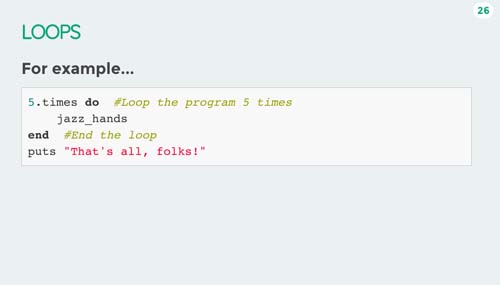 26
LOOPS
For example...
5.times do  #Loop the program 5 times
    jazz_hands
end  #End the loop
puts "That's all, folks!"